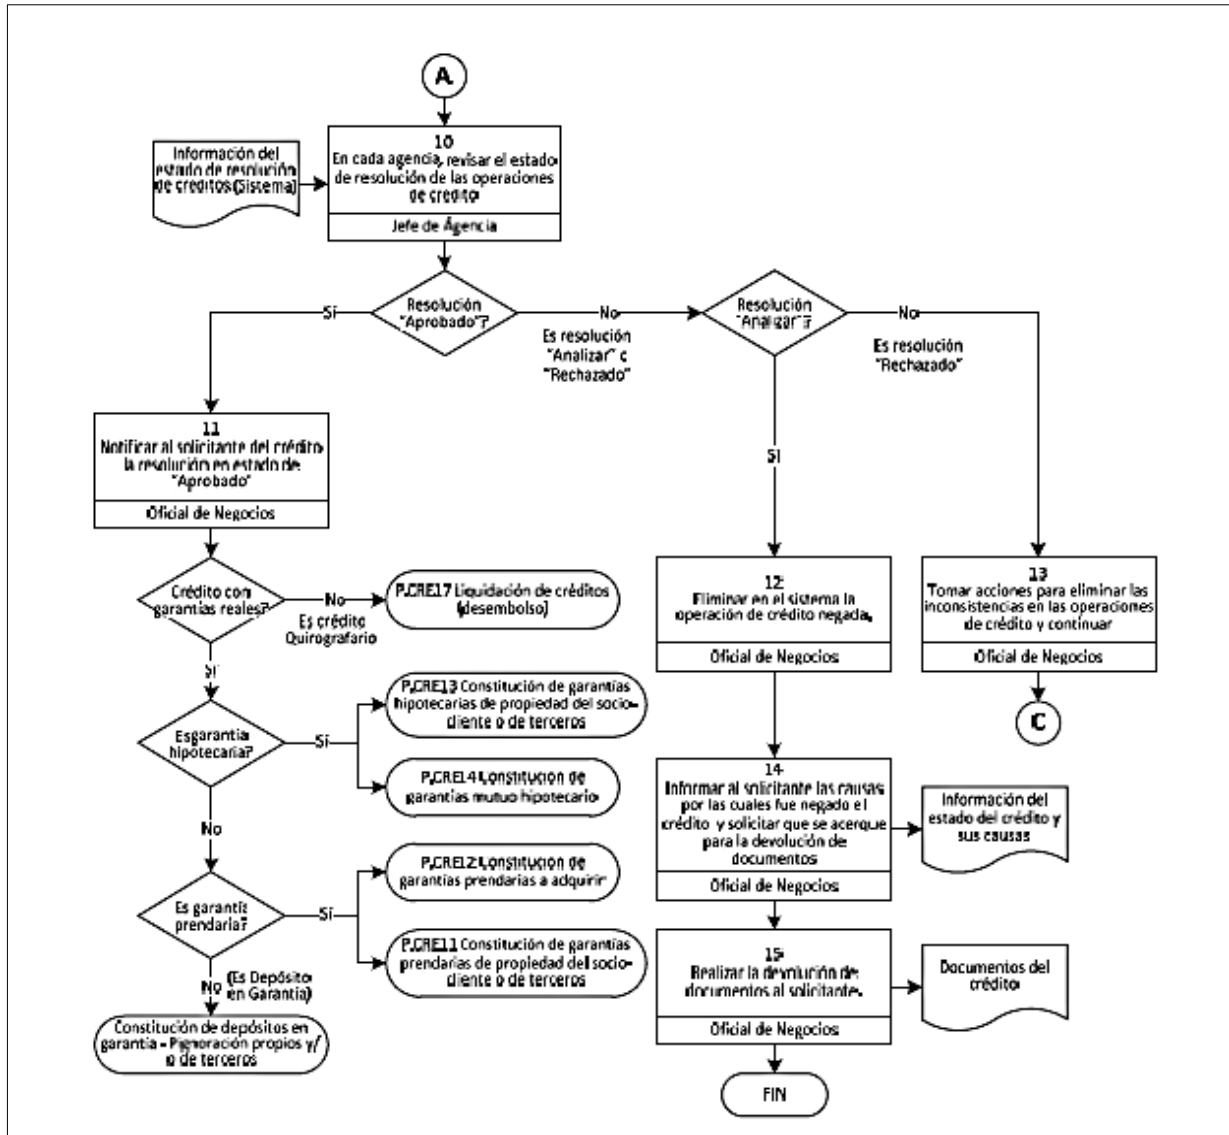 A
Información del
estado de resolución
de créditos (Sistema)
10
En cada agencia, revisar el estado
de resolución de las operaciones
de crédito
Jefe de Agencia
Sí
Resolución
"Aprobado"?
No
Es resolución
"Analizar" o
"Rechazado"
Resolución
"Analizar"?
No
Es resolución
"Rechazado"
11
Notificar al solicitante del crédito
la resolución en estado de
"Aprobado"
Oficial de Negocios
Sí
Crédito con
garantías reales?
No
Es crédito
Quirografario
P.CRE17 Liquidación de créditos
(desembolso)
12
Eliminar en el sistema la
operación de crédito negada.
Oficial de Negocios
13
Tomar acciones para eliminar las
inconsistencias en las operaciones
de crédito y continuar
Oficial de Negocios
C
Sí
Es garantía
hipotecaria?
Sí
P.CRE13 Constitución de garantías
hipotecarias de propiedad del socio-
cliente o de terceros
P.CRE14 Constitución de
garantías mutuo hipotecario
14
Informar al solicitante las causas
por las cuales fue negado el
crédito y solicitar que se acerque
para la devolución de
documentos
Oficial de Negocios
Información del
estado del crédito y
sus causas
No
Es garantía
prendaria?
Sí
P.CRE12 Constitución de
garantías prendarias a adquirir
P.CRE11 Constitución de garantías
prendarias de propiedad del socio-
cliente o de terceros
15
Realizar la devolución de
documentos al solicitante.
Oficial de Negocios
Documentos del
crédito
No
(Es Depósito
en Garantía)
Constitución de depósitos en
garantía - Pignoración propios y/
o de terceros
FIN